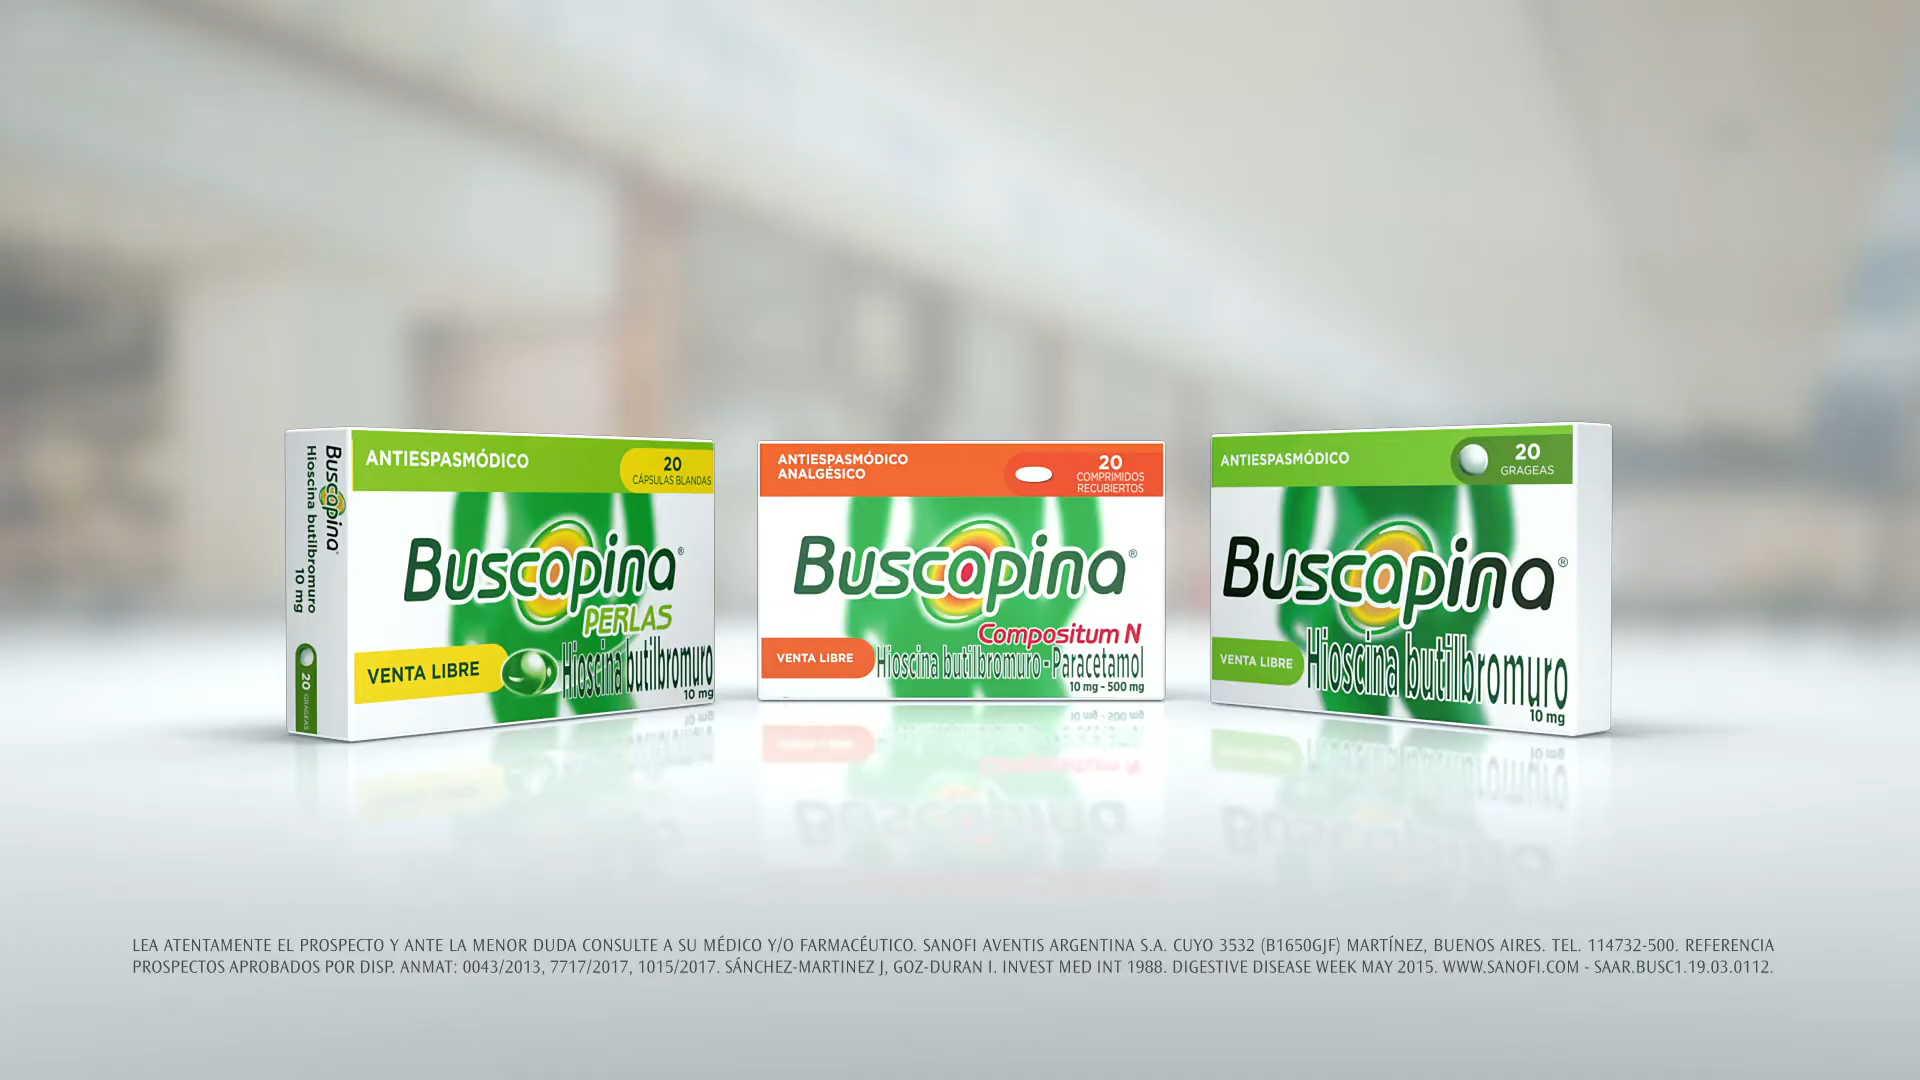 Buscapina
Hioscina butilbromuro
10 mg
20 GRAGEAS
ANTIESPASMÓDICO
20
CÁPSULAS BLANDAS
Buscapina®
PERLAS
VENTA LIBRE
Hioscina butilbromuro
10 mg
ANTIESPASMÓDICO
ANALGÉSICO
20
COMPRIMIDOS
RECUBIERTOS
Buscapina®
Compositum N
VENTA LIBRE
Hioscina butilbromuro - Paracetamol
10 mg - 500 mg
ANTIESPASMÓDICO
20
GRAGEAS
Buscapina®
VENTA LIBRE
Hioscina butilbromuro
10 mg
LEA ATENTAMENTE EL PROSPECTO Y ANTE LA MENOR DUDA CONSULTE A SU MÉDICO Y/O FARMACÉUTICO. SANOFI AVENTIS ARGENTINA S.A. CUYO 3532 (B1650GJF) MARTÍNEZ, BUENOS AIRES. TEL. 114732-500. REFERENCIA
PROSPECTOS APROBADOS POR DISP. ANMAT: 0043/2013, 7717/2017, 1015/2017. SÁNCHEZ-MARTINEZ J, GOZ-DURAN I. INVEST MED INT 1988. DIGESTIVE DISEASE WEEK MAY 2015. WWW.SANOFI.COM - SAAR.BUSC1.19.03.0112.